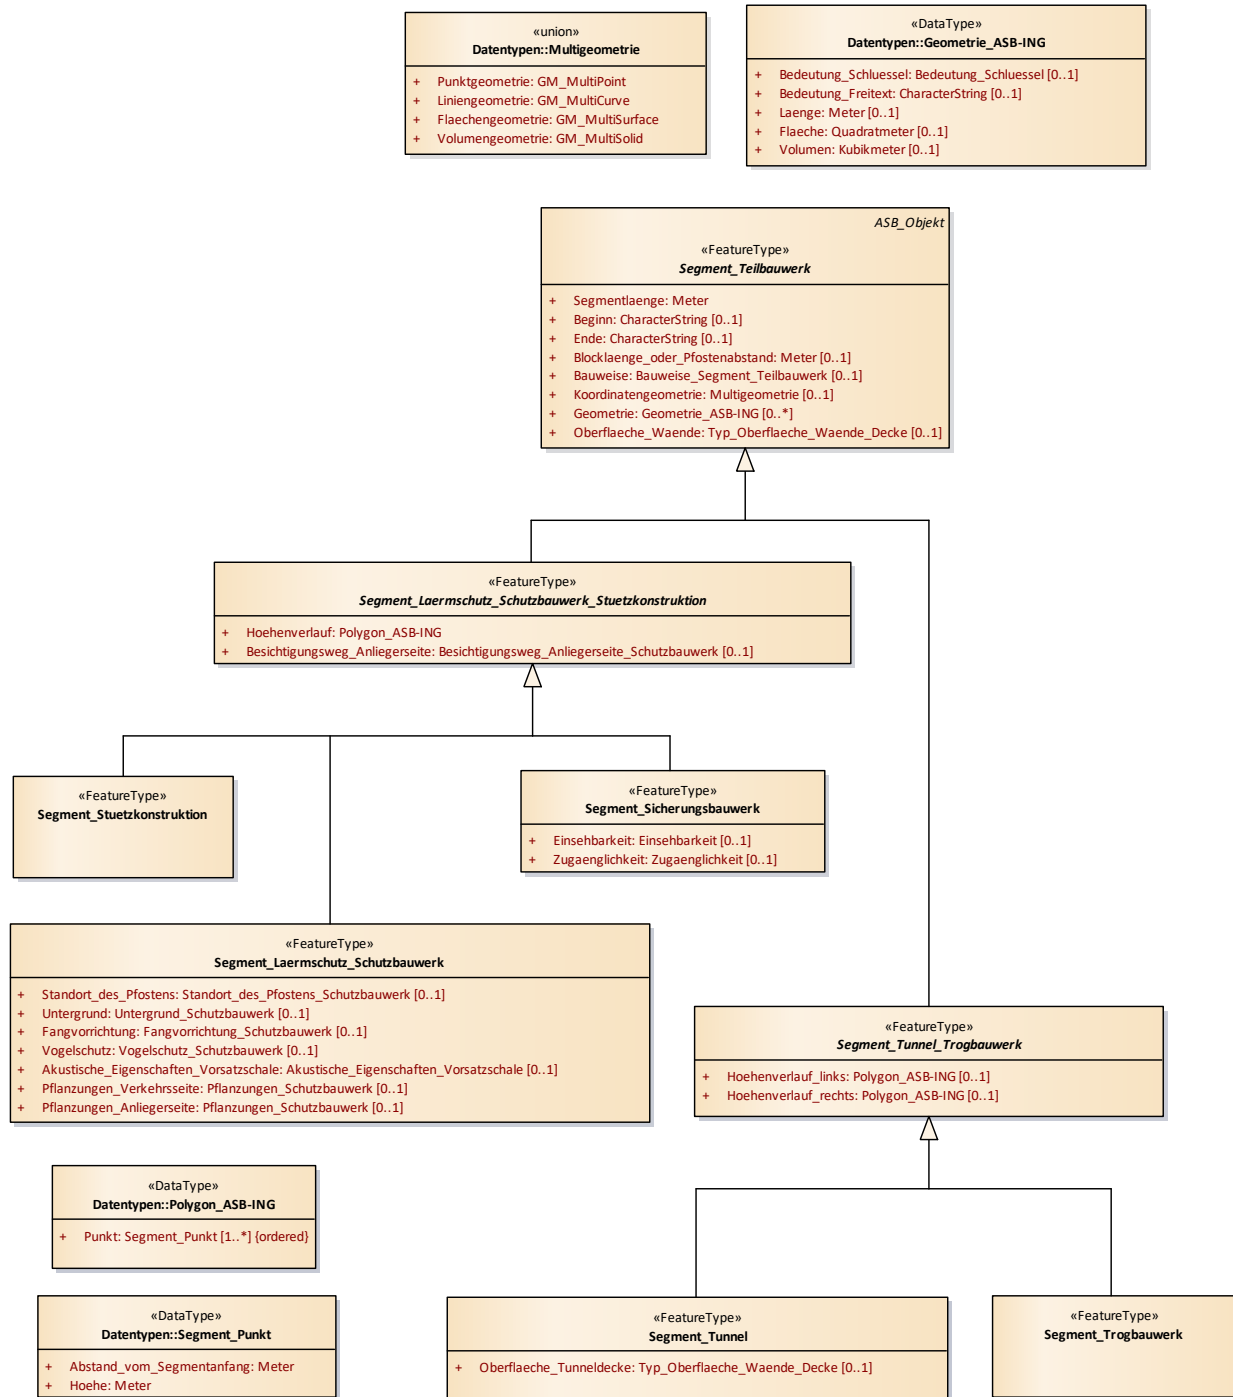 «union»
Datentypen::Multigeometrie
+ Punktgeometrie: GM_MultiPoint
+ Liniengeometrie: GM_MultiCurve
+ Flaechengeometrie: GM_MultiSurface
+ Volumengeometrie: GM_MultiSolid
«DataType»
Datentypen::Geometrie_ASB-ING
+ Bedeutung_Schluessel: Bedeutung_Schluessel [0..1]
+ Bedeutung_Freitext: CharacterString [0..1]
+ Laenge: Meter [0..1]
+ Flaeche: Quadratmeter [0..1]
+ Volumen: Kubikmeter [0..1]
ASB_Objekt
«FeatureType»
Segment_Teilbauwerk
+ Segmentlaenge: Meter
+ Beginn: CharacterString [0..1]
+ Ende: CharacterString [0..1]
+ Blocklaenge_oder_Pfostenabstand: Meter [0..1]
+ Bauweise: Bauweise_Segment_Teilbauwerk [0..1]
+ Koordinatengeometrie: Multigeometrie [0..1]
+ Geometrie: Geometrie_ASB-ING [0..*]
+ Oberflaeche_Waende: Typ_Oberflaeche_Waende_Decke [0..1]
«FeatureType»
Segment_Laermschutz_Schutzbauwerk_Stuetzkonstruktion
+ Hoehenverlauf: Polygon_ASB-ING
+ Besichtigungsweg_Anliegerseite: Besichtigungsweg_Anliegerseite_Schutzbauwerk [0..1]
«FeatureType»
Segment_Stuetzkonstruktion
«FeatureType»
Segment_Sicherungsbauwerk
+ Einsehbarkeit: Einsehbarkeit [0..1]
+ Zugaenglichkeit: Zugaenglichkeit [0..1]
«FeatureType»
Segment_Laermschutz_Schutzbauwerk
+ Standort_des_Pfostens: Standort_des_Pfostens_Schutzbauwerk [0..1]
+ Untergrund: Untergrund_Schutzbauwerk [0..1]
+ Fangvorrichtung: Fangvorrichtung_Schutzbauwerk [0..1]
+ Vogelschutz: Vogelschutz_Schutzbauwerk [0..1]
+ Akustische_Eigenschaften_Vorsatzschale: Akustische_Eigenschaften_Vorsatzschale [0..1]
+ Pflanzungen_Verkehrsseite: Pflanzungen_Schutzbauwerk [0..1]
+ Pflanzungen_Anliegerseite: Pflanzungen_Schutzbauwerk [0..1]
«FeatureType»
Segment_Tunnel_Trogbauwerk
+ Hoehenverlauf_links: Polygon_ASB-ING [0..1]
+ Hoehenverlauf_rechts: Polygon_ASB-ING [0..1]
«DataType»
Datentypen::Polygon_ASB-ING
+ Punkt: Segment_Punkt [1..*] {ordered}
«DataType»
Datentypen::Segment_Punkt
+ Abstand_vom_Segmentanfang: Meter
+ Hoehe: Meter
«FeatureType»
Segment_Tunnel
+ Oberflaeche_Tunneldecke: Typ_Oberflaeche_Waende_Decke [0..1]
«FeatureType»
Segment_Trogbauwerk